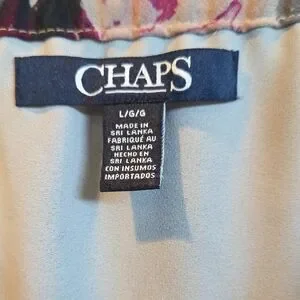 CHAPS
L/G/G
MADE IN
SRI LANKA
FABRIQUÉ AU
SRI LANKA
HECHO EN
SRI LANKA
CON INSUMOS
IMPORTADOS